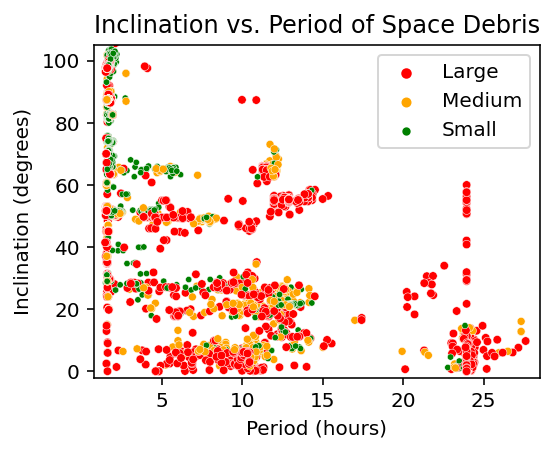 Inclination vs. Period of Space Debris
Inclination (degrees)
100
80
60
40
20
0
Large
Medium
Small
5
10
15
20
25
Period (hours)